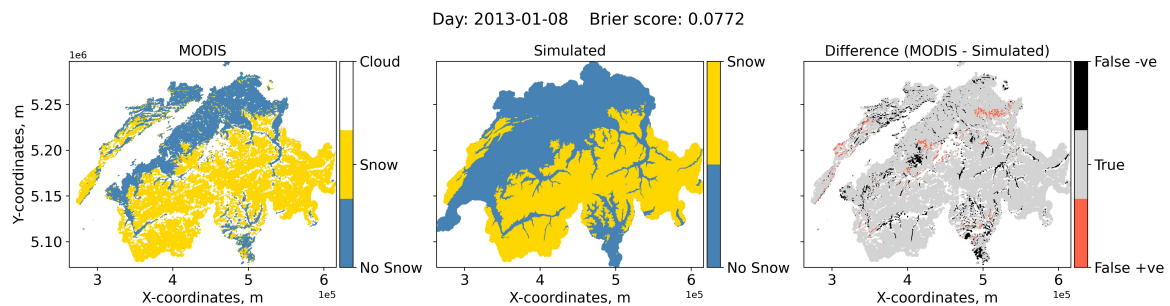 Day: 2013-01-08    Brier score: 0.0772
MODIS
1e6
Y-coordinates, m
5.25
5.20
5.15
5.10
3
4
5
6
1e5
X-coordinates, m
Cloud
Snow
No Snow
Simulated
3
4
5
6
1e5
X-coordinates, m
Snow
No Snow
Difference (MODIS - Simulated)
3
4
5
6
1e5
X-coordinates, m
False -ve
True
False +ve